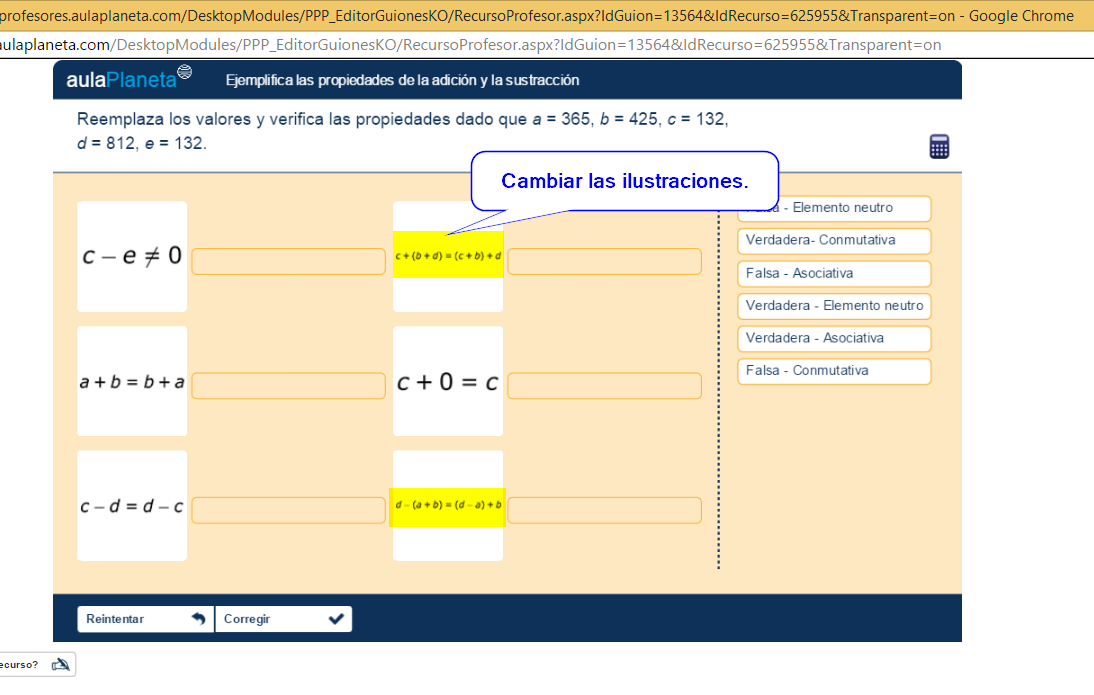 profesores.aulaplaneta.com/DesktopModules/PPP_EditorGuionesKO/RecursoProfesor.aspx?IdGuion=13564&IdRecurso=625955&Transparent=on - Google Chrome
aulaplaneta.com/DesktopModules/PPP_EditorGuionesKO/RecursoProfesor.aspx?IdGuion=13564&IdRecurso=625955&Transparent=on
aulaPlaneta Ejemplifica las propiedades de la adición y la sustracción
Reemplaza los valores y verifica las propiedades dado que a = 365, b = 425, c = 132,
d = 812, e = 132.
Cambiar las ilustraciones.
c – e ≠ 0
c + (b + d) = (c + b) + d
a + b = b + a
c + 0 = c
c – d = d – c
d – (a + b) = (d – a) + b
- Elemento neutro
Verdadera- Conmutativa
Falsa - Asociativa
Verdadera - Elemento neutro
Verdadera - Asociativa
Falsa - Conmutativa
Reintentar
Corregir
ecurso?